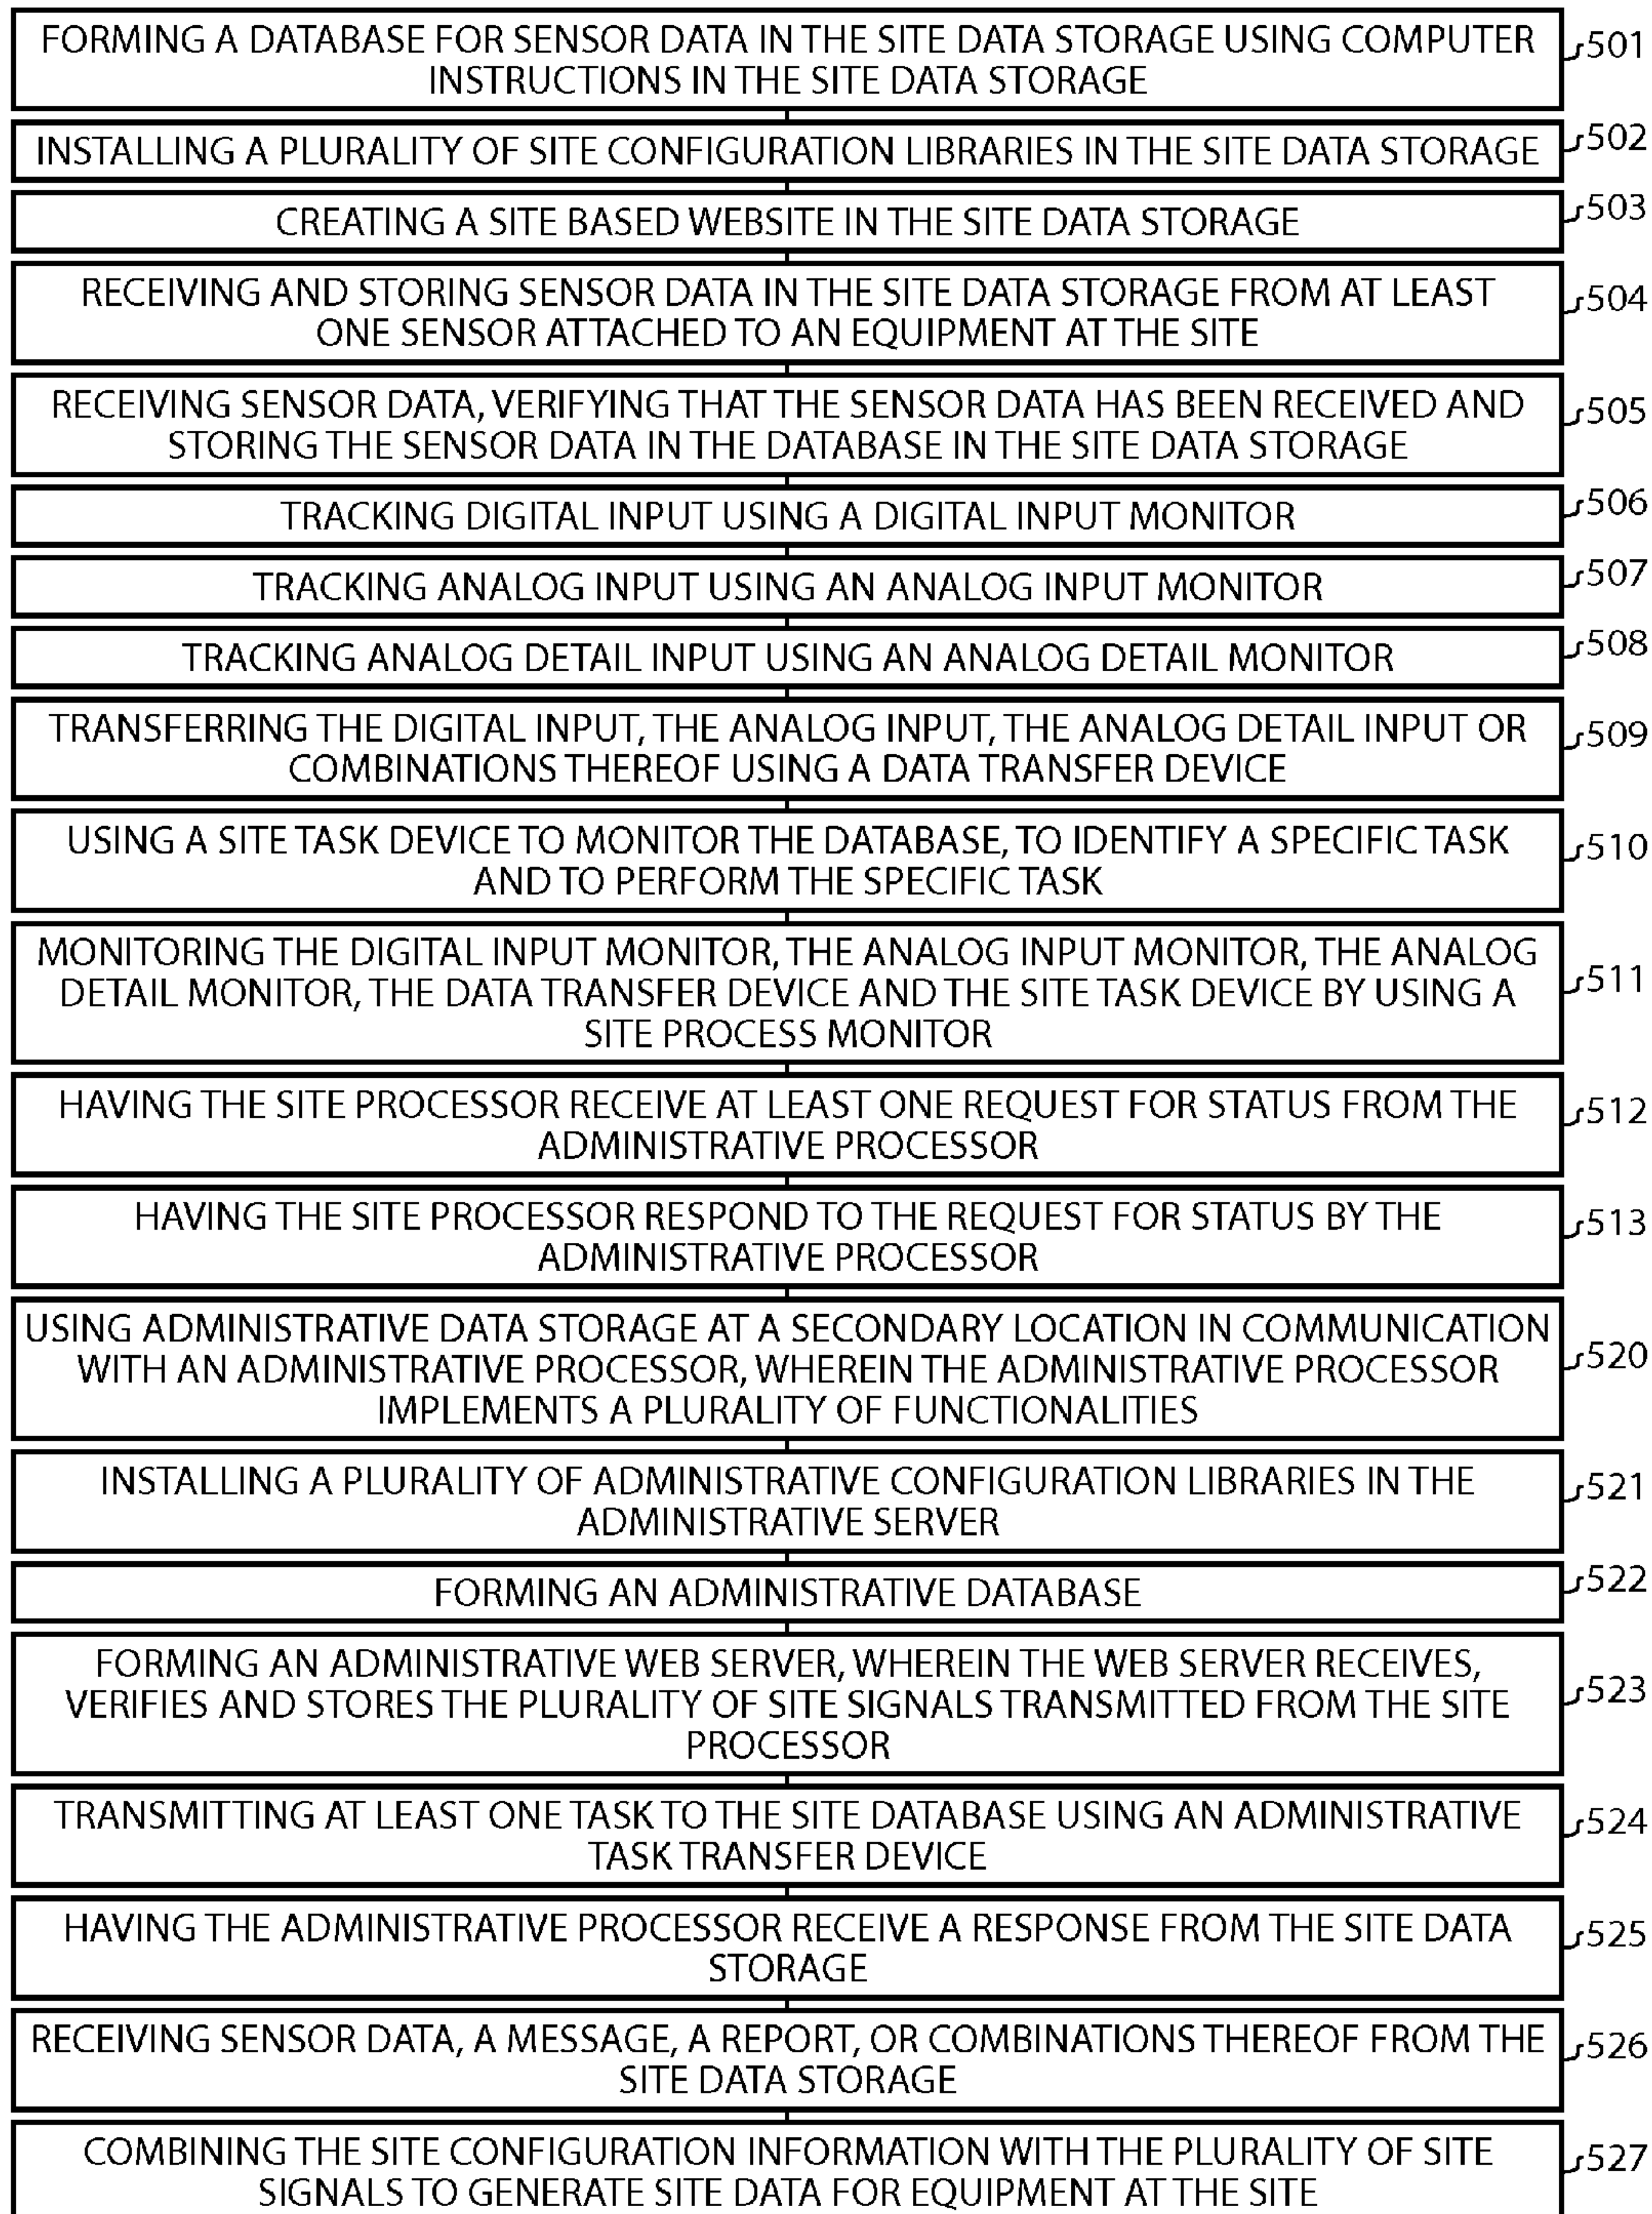 FORMING A DATABASE FOR SENSOR DATA IN THE SITE DATA STORAGE USING COMPUTER
INSTRUCTIONS IN THE SITE DATA STORAGE
501
INSTALLING A PLURALITY OF SITE CONFIGURATION LIBRARIES IN THE SITE DATA STORAGE
502
CREATING A SITE BASED WEBSITE IN THE SITE DATA STORAGE
503
RECEIVING AND STORING SENSOR DATA IN THE SITE DATA STORAGE FROM AT LEAST
ONE SENSOR ATTACHED TO AN EQUIPMENT AT THE SITE
504
RECEIVING SENSOR DATA, VERIFYING THAT THE SENSOR DATA HAS BEEN RECEIVED AND
STORING THE SENSOR DATA IN THE DATABASE IN THE SITE DATA STORAGE
505
TRACKING DIGITAL INPUT USING A DIGITAL INPUT MONITOR
506
TRACKING ANALOG INPUT USING AN ANALOG INPUT MONITOR
507
TRACKING ANALOG DETAIL INPUT USING AN ANALOG DETAIL MONITOR
508
TRANSFERRING THE DIGITAL INPUT, THE ANALOG INPUT, THE ANALOG DETAIL INPUT OR
COMBINATIONS THEREOF USING A DATA TRANSFER DEVICE
509
USING A SITE TASK DEVICE TO MONITOR THE DATABASE, TO IDENTIFY A SPECIFIC TASK
AND TO PERFORM THE SPECIFIC TASK
510
MONITORING THE DIGITAL INPUT MONITOR, THE ANALOG INPUT MONITOR, THE ANALOG
DETAIL MONITOR, THE DATA TRANSFER DEVICE AND THE SITE TASK DEVICE BY USING A
SITE PROCESS MONITOR
511
HAVING THE SITE PROCESSOR RECEIVE AT LEAST ONE REQUEST FOR STATUS FROM THE
ADMINISTRATIVE PROCESSOR
512
HAVING THE SITE PROCESSOR RESPOND TO THE REQUEST FOR STATUS BY THE
ADMINISTRATIVE PROCESSOR
513
USING ADMINISTRATIVE DATA STORAGE AT A SECONDARY LOCATION IN COMMUNICATION
WITH AN ADMINISTRATIVE PROCESSOR, WHEREIN THE ADMINISTRATIVE PROCESSOR
IMPLEMENTS A PLURALITY OF FUNCTIONALITIES
520
INSTALLING A PLURALITY OF ADMINISTRATIVE CONFIGURATION LIBRARIES IN THE
ADMINISTRATIVE SERVER
521
FORMING AN ADMINISTRATIVE DATABASE
522
FORMING AN ADMINISTRATIVE WEB SERVER, WHEREIN THE WEB SERVER RECEIVES,
VERIFIES AND STORES THE PLURALITY OF SITE SIGNALS TRANSMITTED FROM THE SITE
PROCESSOR
523
TRANSMITTING AT LEAST ONE TASK TO THE SITE DATABASE USING AN ADMINISTRATIVE
TASK TRANSFER DEVICE
524
HAVING THE ADMINISTRATIVE PROCESSOR RECEIVE A RESPONSE FROM THE SITE DATA
STORAGE
525
RECEIVING SENSOR DATA, A MESSAGE, A REPORT, OR COMBINATIONS THEREOF FROM THE
SITE DATA STORAGE
526
COMBINING THE SITE CONFIGURATION INFORMATION WITH THE PLURALITY OF SITE
SIGNALS TO GENERATE SITE DATA FOR EQUIPMENT AT THE SITE
527